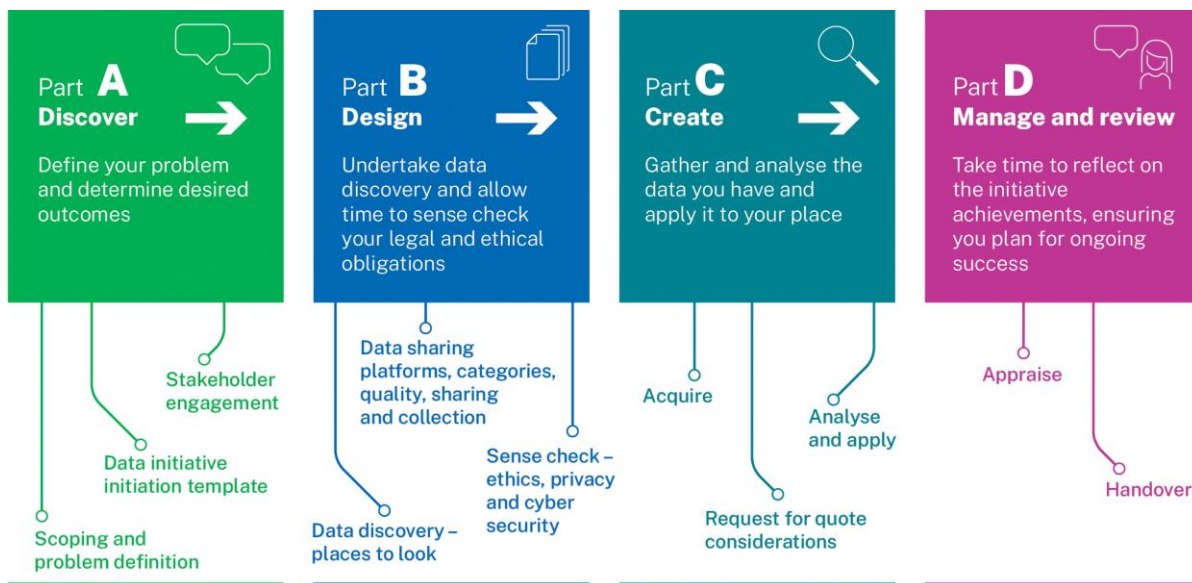 Part A
Discover
Define your problem
and determine desired
outcomes
Stakeholder
engagement
Data initiative
initiation template
Scoping and
problem definition
Part B
Design
Undertake data
discovery and allow
time to sense check
your legal and ethical
obligations
Data sharing
platforms, categories,
quality, sharing
and collection
Sense check –
ethics, privacy
and cyber
security
Data discovery –
places to look
Part C
Create
Gather and analyse the
data you have and
apply it to your place
Acquire
Analyse
and apply
Request for quote
considerations
Part D
Manage and review
Take time to reflect on
the initiative
achievements, ensuring
you plan for ongoing
success
Appraise
Handover